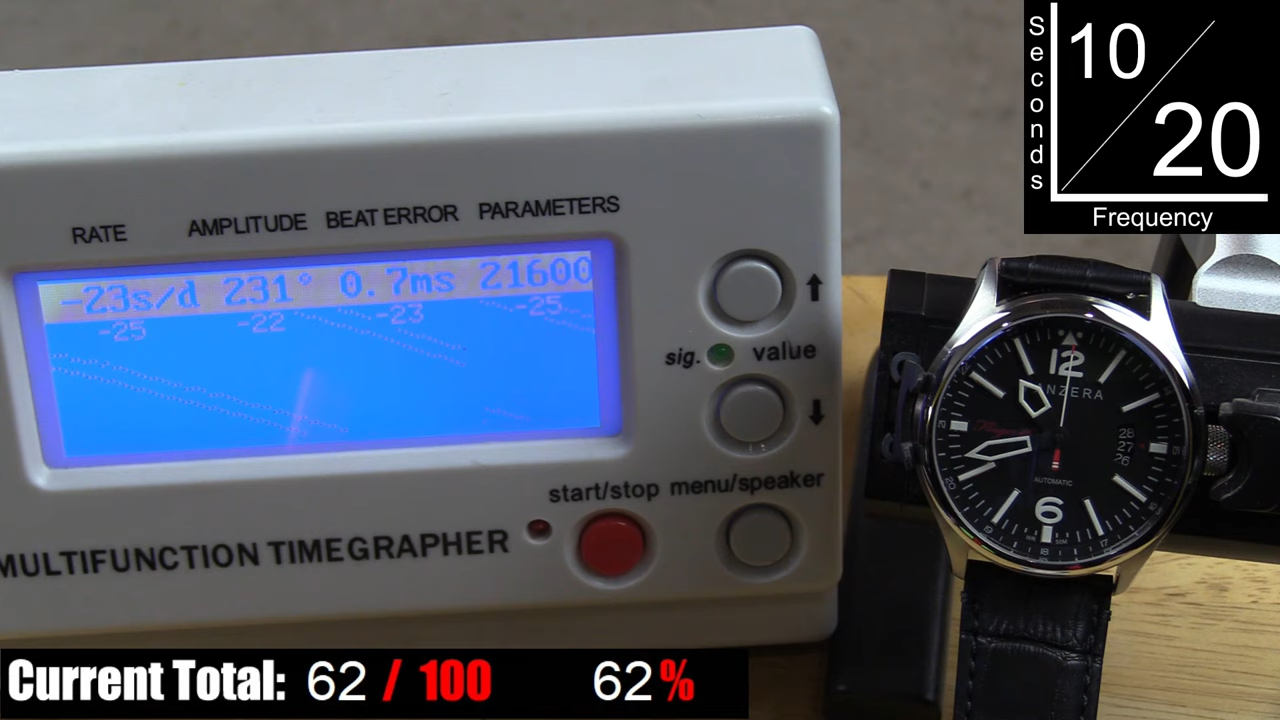 Seconds
10
20
Frequency
RATE AMPLITUDE BEAT ERROR PARAMETERS
-23s/d 231° 0.7ms 21600
-25 -22 -23 -25
sig. value
start/stop menu/speaker
MULTIFUNCTION TIMEGRAPHER
12
ANZERA
28
27
26
AUTOMATIC
6
Current Total: 62 / 100 62%